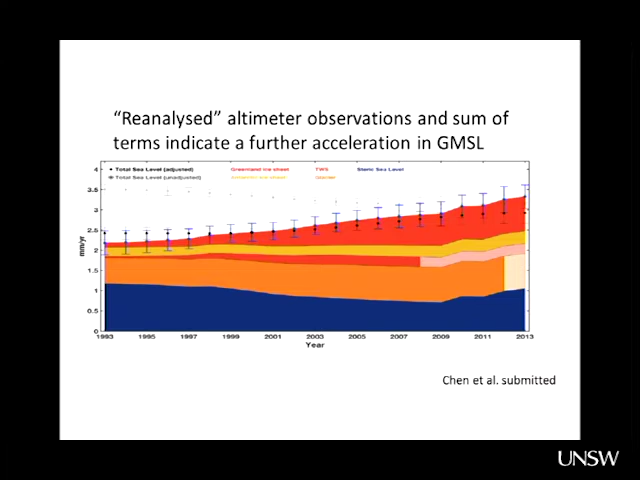 “Reanalysed” altimeter observations and sum of
terms indicate a further acceleration in GMSL
Total Sea Level (adjusted) Greenland ice sheet TWS Steric Sea Level
Total Sea Level (unadjusted) Antarctic ice sheet Glacier
4
3.5
3
2.5
2
1.5
1
0.5
0
mm/yr
1993 1995 1997 1999 2001 2003 2005 2007 2009 2011 2013
Year
Chen et al. submitted
UNSW